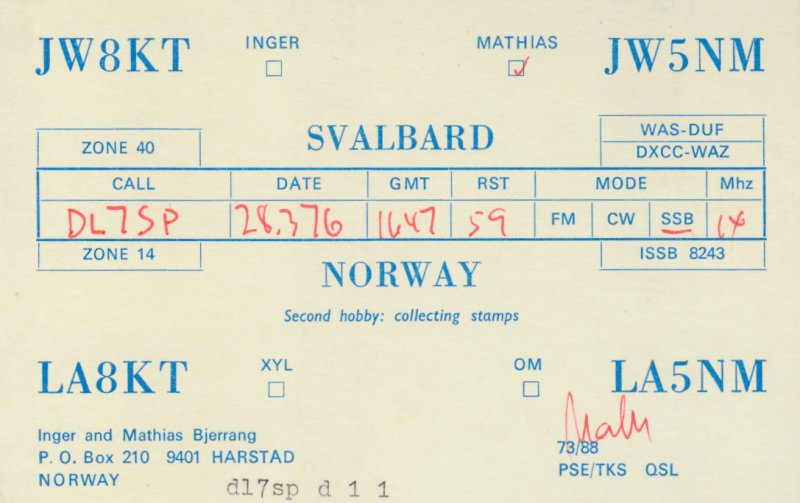 JW8KT INGER MATHIAS JW5NM
SVALBARD
ZONE 40 WAS-DUF
DXCC-WAZ
CALL DATE GMT RST MODE Mhz
DL7SP 28.376 1647 59 FM CW SSB 14
ZONE 14 ISSB 8243
NORWAY
Second hobby: collecting stamps
LA8KT XYL OM LA5NM
Inger and Mathias Bjerrang
P. O. Box 210 9401 HARSTAD
NORWAY
73/88
PSE/TKS QSL
dl7sp d 1 1